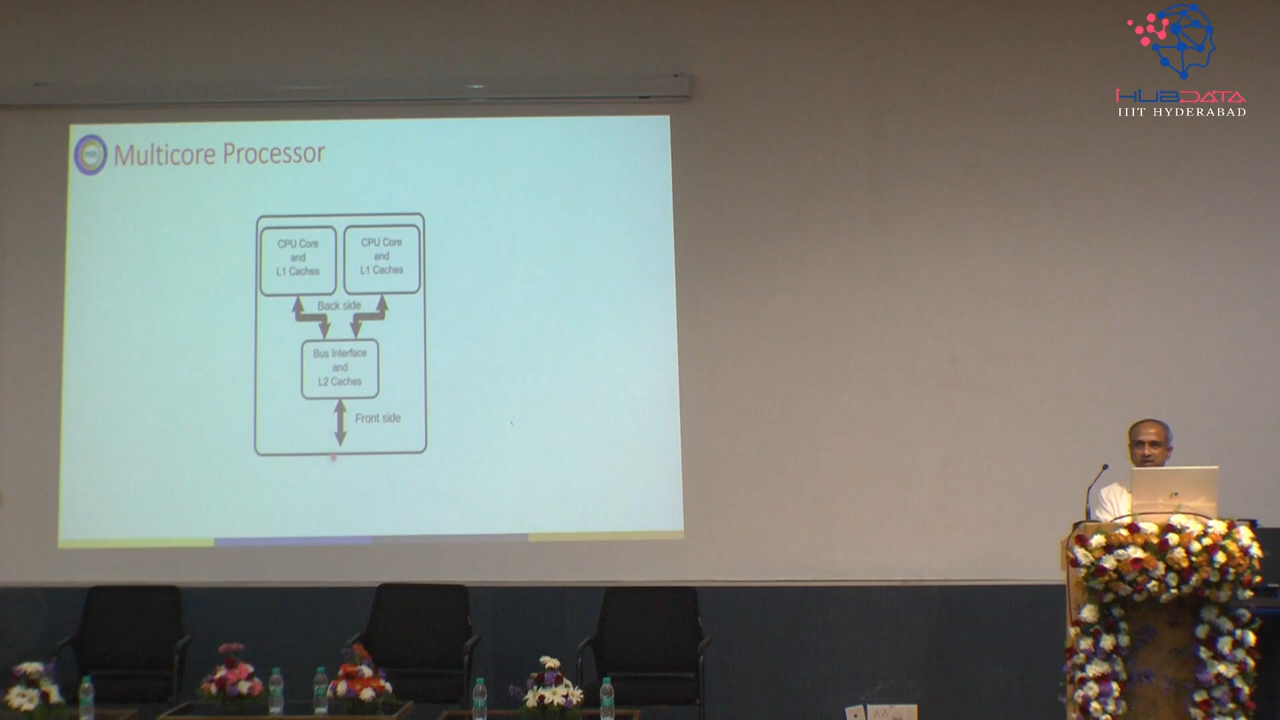 Multicore Processor
CPU Core
and
L1 Caches
CPU Core
and
L1 Caches
Back side
Bus Interface
and
L2 Caches
Front side
iHUBDATA
IIIT HYDERABAD